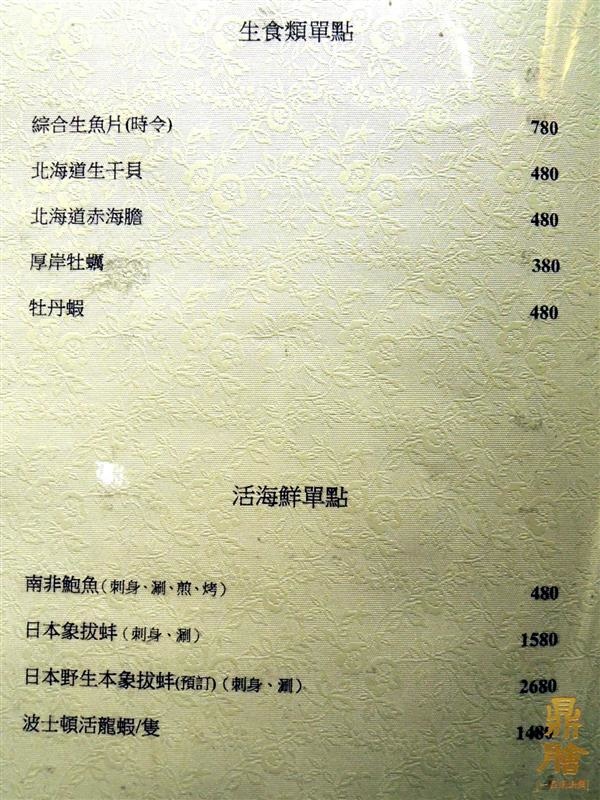 生食類單點
綜合生魚片(時令) 780
北海道生干貝 480
北海道赤海膽 480
厚岸牡蠣 380
牡丹蝦 480
活海鮮單點
南非鮑魚(刺身、涮、煎、烤) 480
日本象拔蚌(刺身、涮) 1580
日本野生本象拔蚌(預訂)(刺身、涮) 2680
波士頓活龍蝦/隻 1480
鼎膾